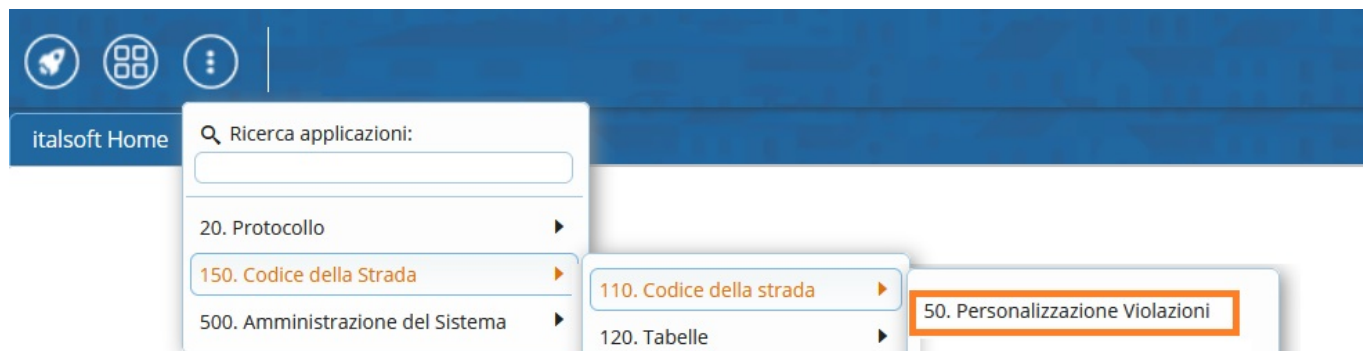 italsoft Home
Ricerca applicazioni:
20. Protocollo
150. Codice della Strada
500. Amministrazione del Sistema
110. Codice della strada
120. Tabelle
50. Personalizzazione Violazioni